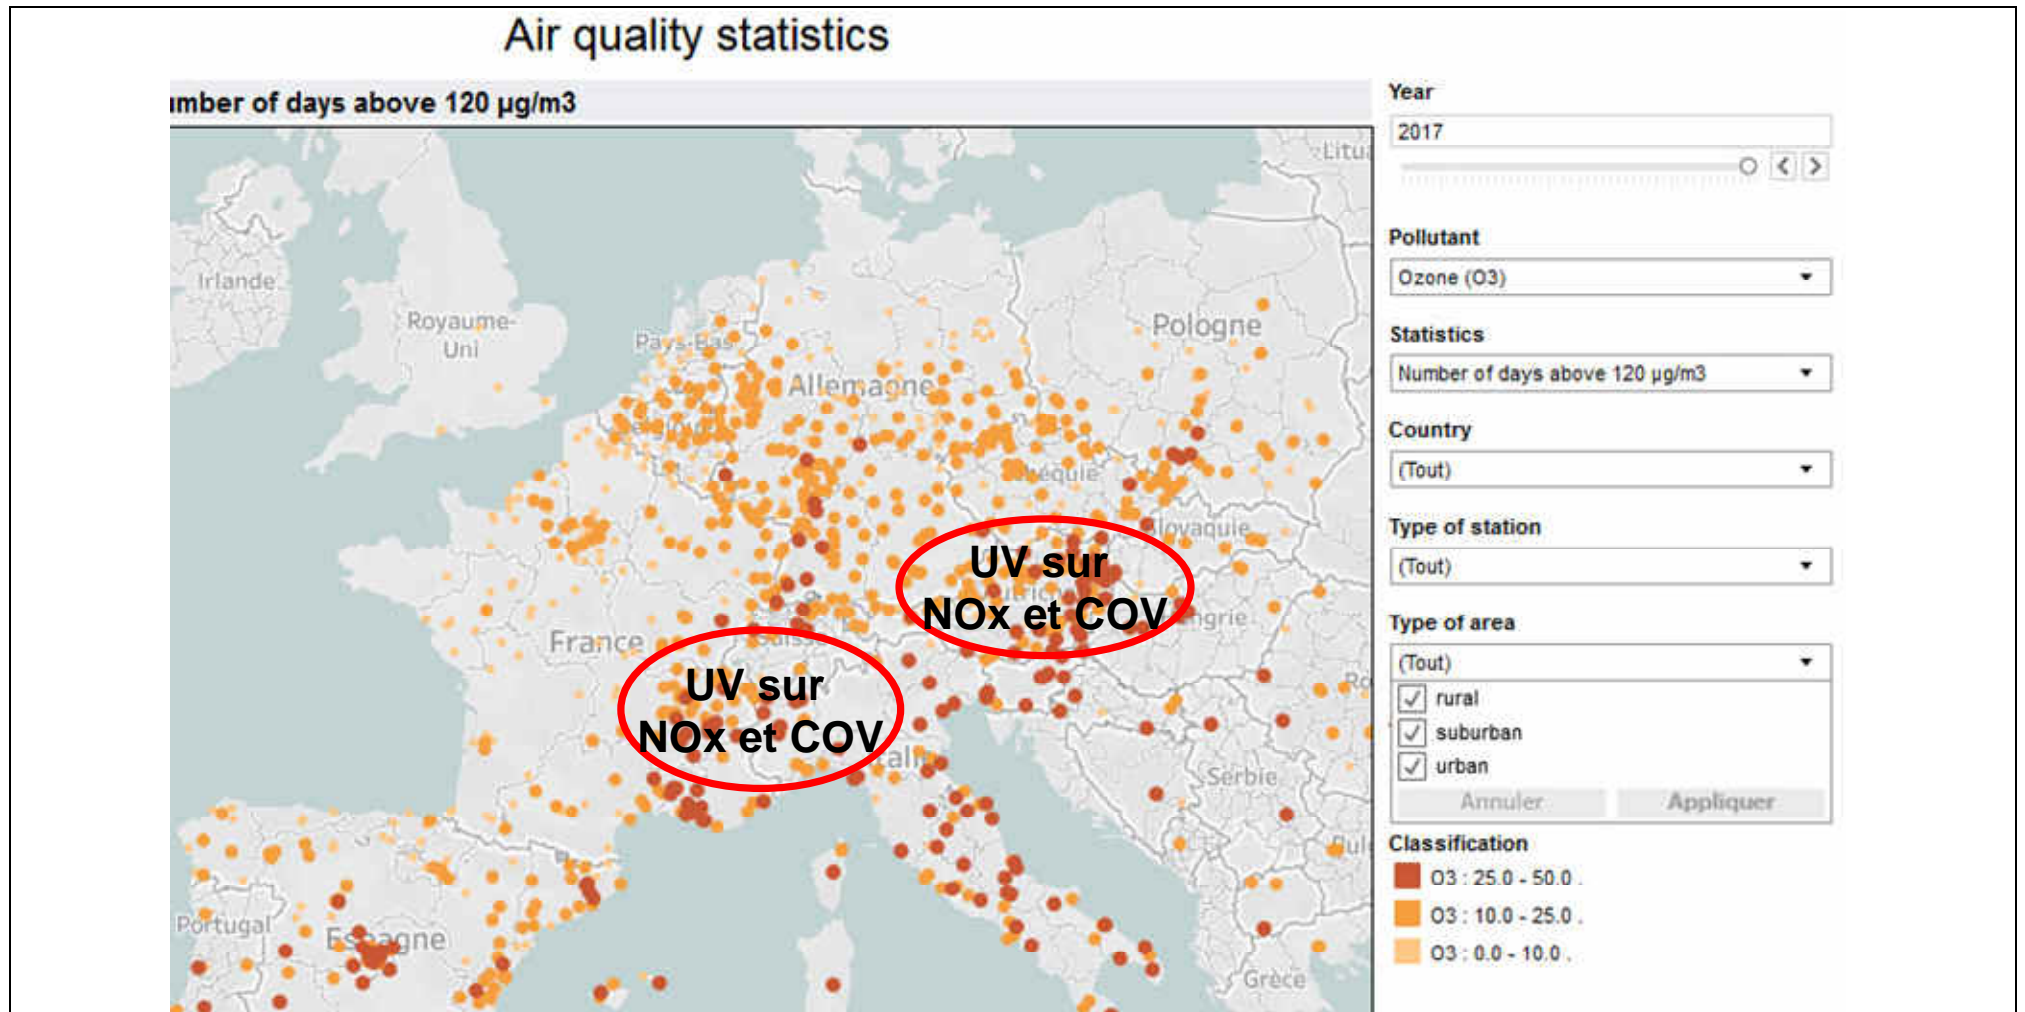 Air quality statistics
umber of days above 120 µg/m3
Year
2017
Pollutant
Ozone (O3)
Statistics
Number of days above 120 µg/m3
Country
(Tout)
Type of station
(Tout)
Type of area
(Tout)
rural
suburban
urban
Annuler Appliquer
Classification
O3 : 25.0 - 50.0 .
O3 : 10.0 - 25.0 .
O3 : 0.0 - 10.0 .
Litua
Irlande
Royaume-
Uni
Pays-Bas
Pologne
Allemagne
UV sur
NOx et COV
France
UV sur
NOx et COV
Serbie
Portugal
Espagne
Grèce